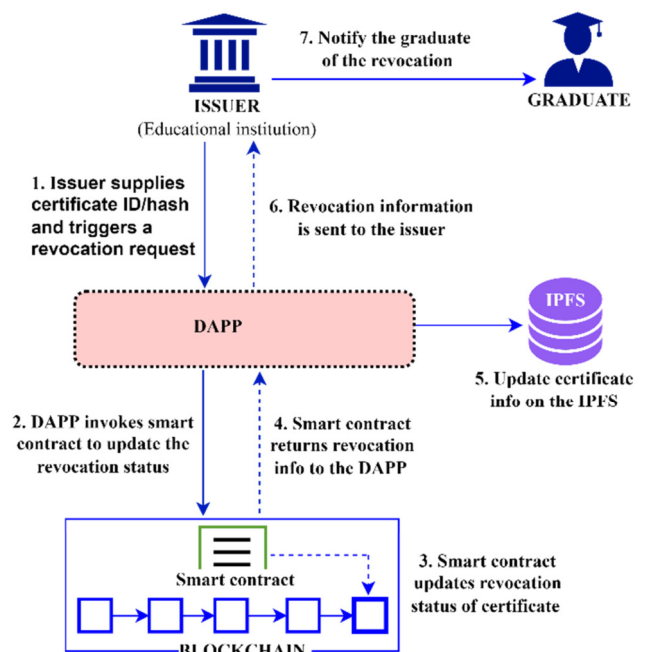 7. Notify the graduate
of the revocation
ISSUER
(Educational institution)
GRADUATE
1. Issuer supplies
certificate ID/hash
and triggers a
revocation request
6. Revocation information
is sent to the issuer
DAPP
IPFS
5. Update certificate
info on the IPFS
2. DAPP invokes smart
contract to update the
revocation status
4. Smart contract
returns revocation
info to the DAPP
Smart contract
3. Smart contract
updates revocation
status of certificate
BLOCKCHAIN